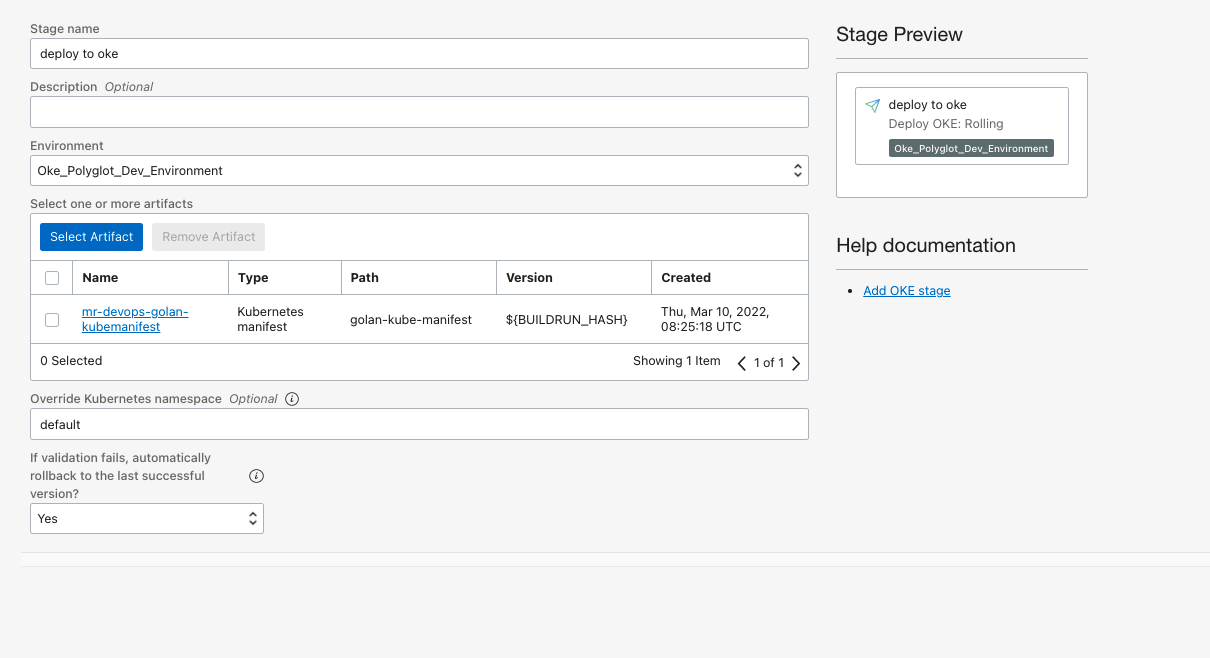 Stage name
deploy to oke
Description Optional
Environment
Oke_Polyglot_Dev_Environment
Select one or more artifacts
Select Artifact Remove Artifact
Name Type Path Version Created
mr-devops-golan-
kubemanifest
Kubernetes
manifest
golan-kube-manifest
${BUILDRUN_HASH}
Thu, Mar 10, 2022,
08:25:18 UTC
0 Selected Showing 1 Item 1 of 1
Override Kubernetes namespace Optional i
default
If validation fails, automatically
rollback to the last successful
version?
i
Yes
Stage Preview
deploy to oke
Deploy OKE: Rolling
Oke_Polyglot_Dev_Environment
Help documentation
• Add OKE stage